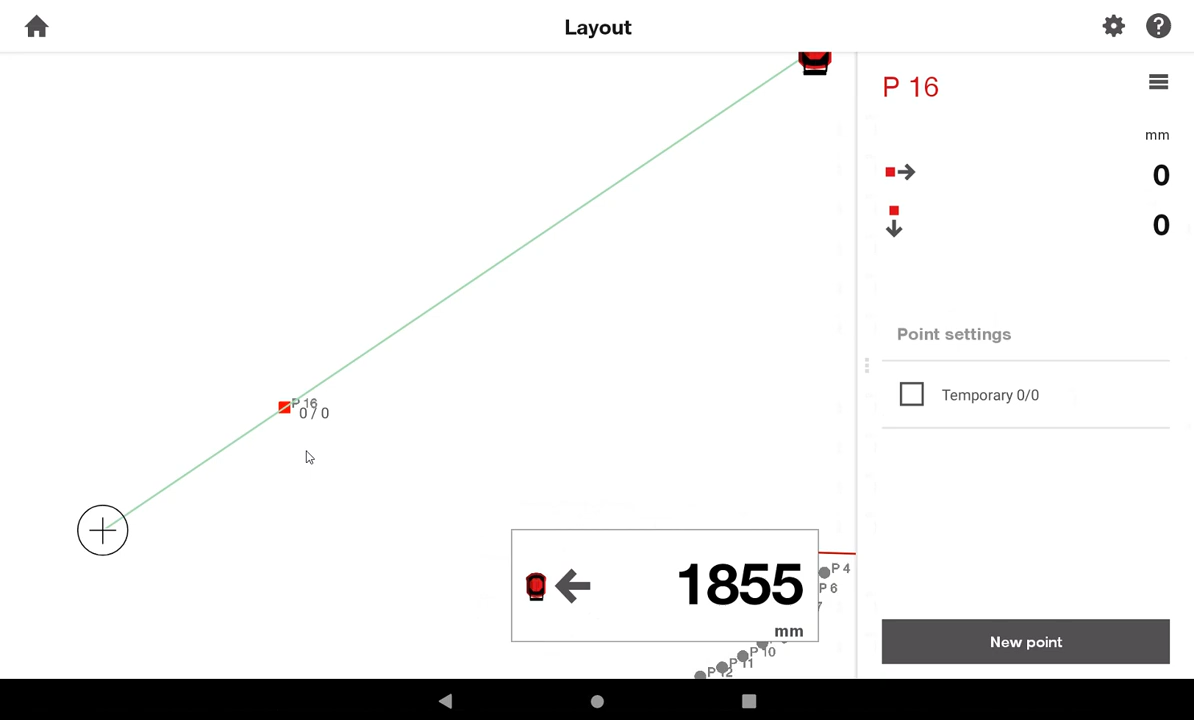 Layout
P 16
mm
0
0
Point settings
Temporary 0/0
New point
P 16
0 / 0
1855
mm
P 4
P 6
7
P 10
P 11
P 12